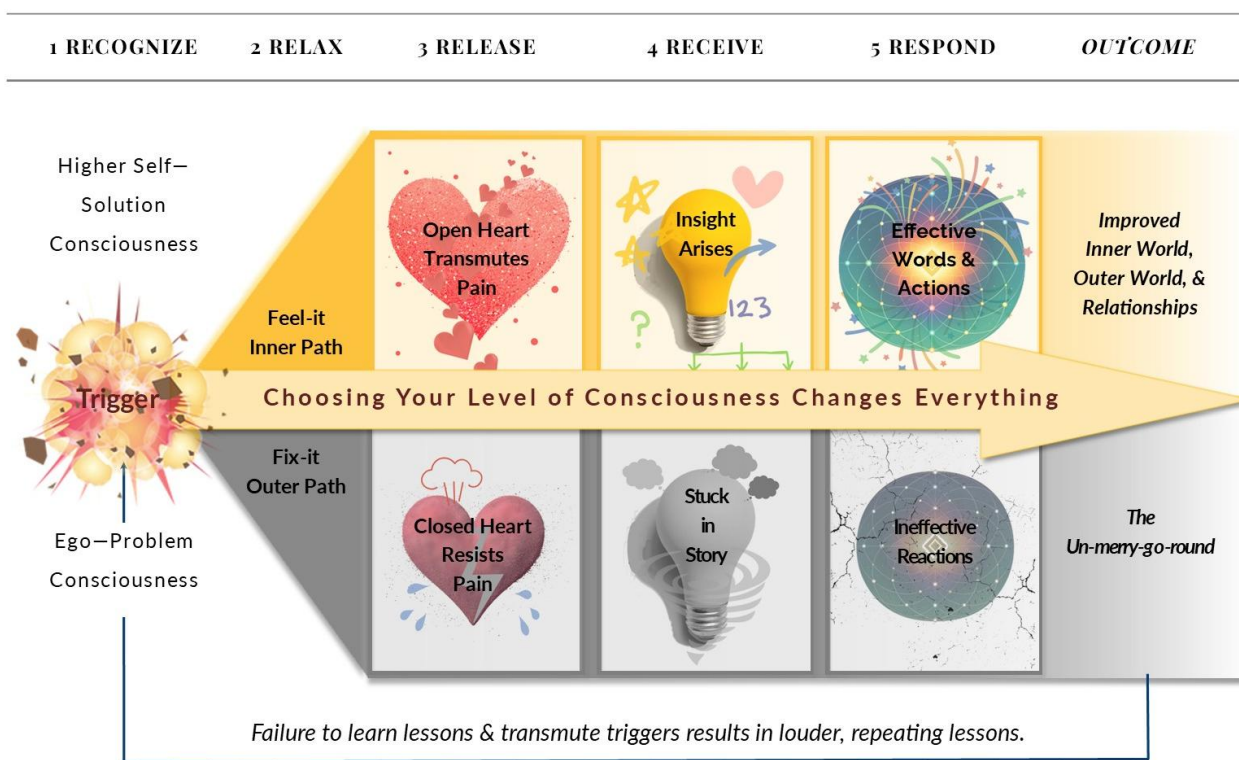 1 RECOGNIZE 2 RELAX 3 RELEASE 4 RECEIVE 5 RESPOND OUTCOME
Higher Self—
Solution
Consciousness
Trigger
Ego—Problem
Consciousness
Feel-it
Inner Path
Open Heart
Transmutes
Pain
Insight
Arises
?
123
Effective
Words &
Actions
Improved
Inner World,
Outer World, &
Relationships
Choosing Your Level of Consciousness Changes Everything
Fix-it
Outer Path
Closed Heart
Resists
Pain
Stuck
in
Story
Ineffective
Reactions
The
Un-merry-go-round
Failure to learn lessons & transmute triggers results in louder, repeating lessons.